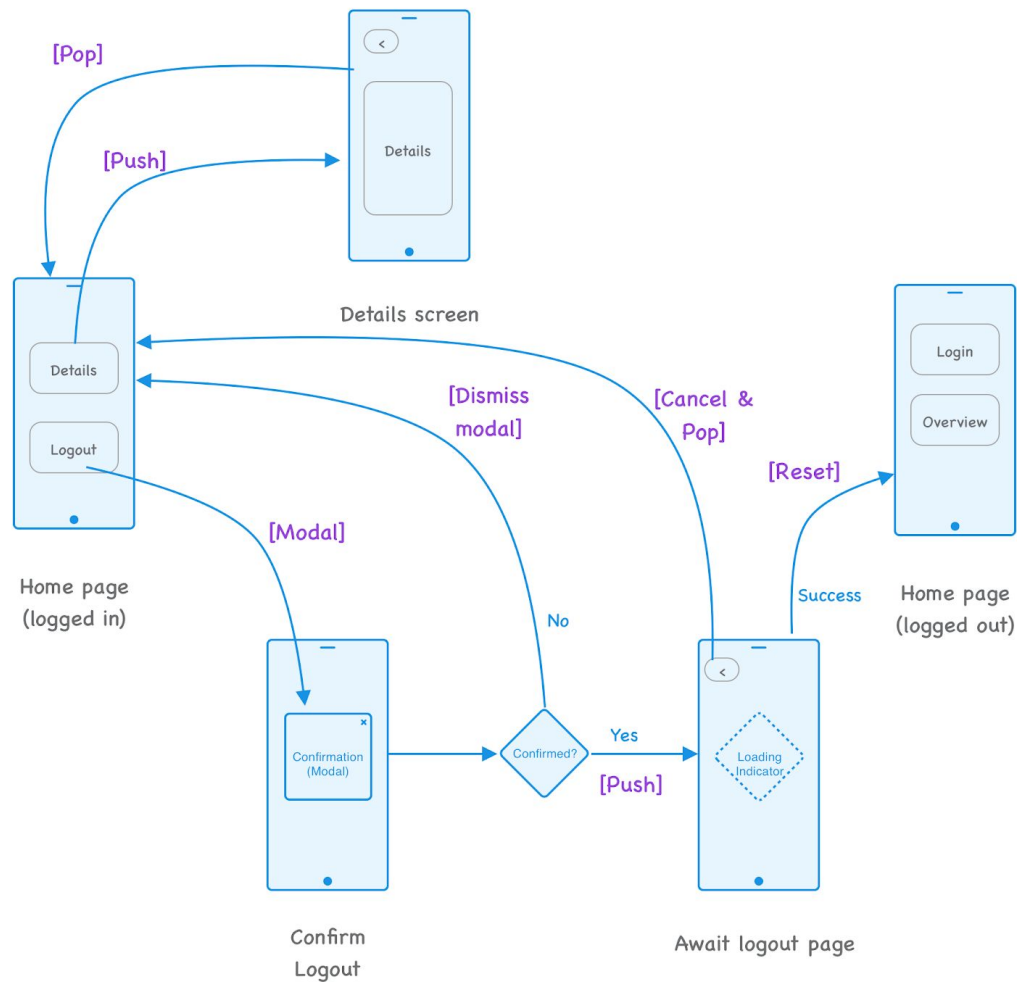 [Pop]
<
[Push]
Details
Details screen
Details
Logout
Home page
(logged in)
[Dismiss
modal]
[Cancel &
Pop]
Login
Overview
[Reset]
[Modal]
Success
Home page
(logged out)
No
<
×
Confirmation
(Modal)
Confirmed?
Yes
[Push]
Loading
Indicator
Confirm
Logout
Await logout page